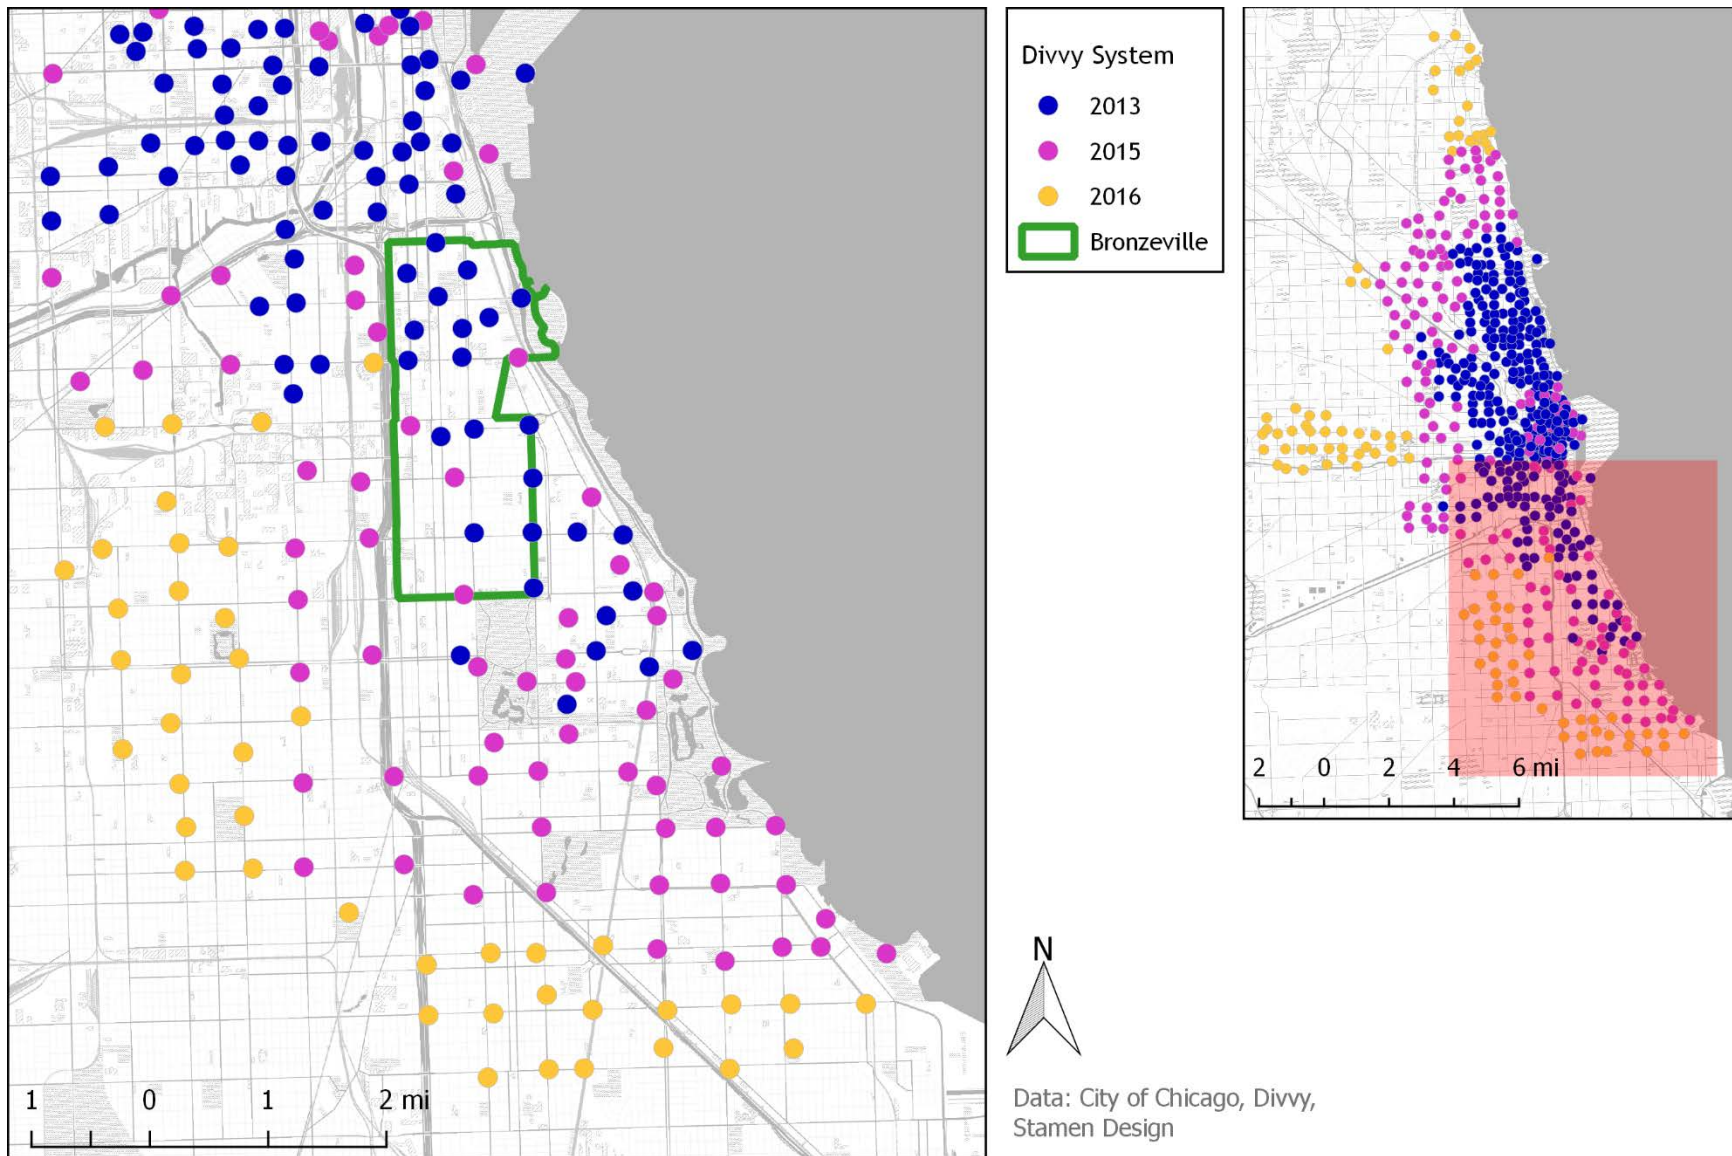 Divvy System
2013
2015
2016
Bronzeville
1 0 1 2 mi
2 0 2 4 6 mi
N
Data: City of Chicago, Divvy,
Stamen Design